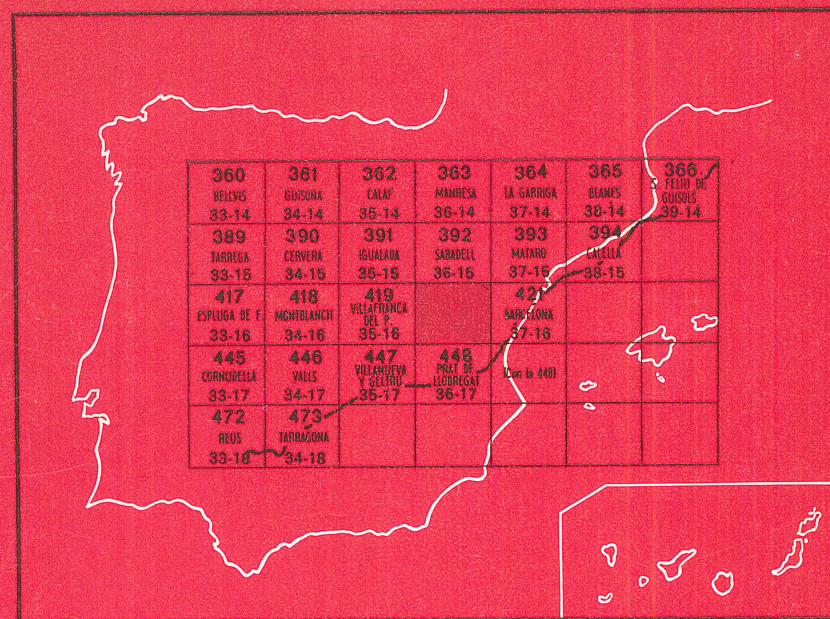 360
BELLVIS
33-14
361
GUISONA
34-14
362
CALAF
35-14
363
MANRESA
36-14
364
LA GARRIGA
37-14
365
BLANES
38-14
366
S. FELIU DE
GUISOLS
39-14
389
TARREGA
33-15
390
CERVERA
34-15
391
IGUALADA
35-15
392
SABADELL
36-15
393
MATARO
37-15
394
CALELLA
38-15
417
ESPLUGA DE F.
33-16
418
MONTBLANCH
34-16
419
VILLAFRANCA
DEL P.
35-16
421
BARCELONA
37-16
445
CORNUDELLA
33-17
446
VALLS
34-17
447
VILLANUEVA
Y GELTRU
35-17
448
PRAT DE
LLOBREGAT
36-17
(Con la 448)
472
REUS
33-18
473
TARRAGONA
34-18